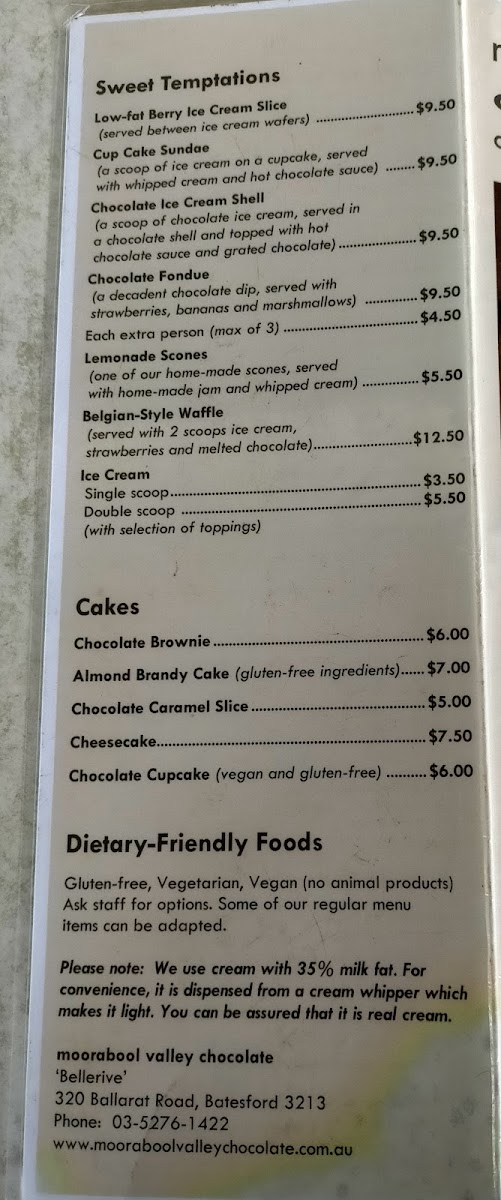 Sweet Temptations
Low-fat Berry Ice Cream Slice
(served between ice cream wafers) ........................ $9.50
Cup Cake Sundae
(a scoop of ice cream on a cupcake, served
with whipped cream and hot chocolate sauce) ....... $9.50
Chocolate Ice Cream Shell
(a scoop of chocolate ice cream, served in
a chocolate shell and topped with hot
chocolate sauce and grated chocolate) ................... $9.50
Chocolate Fondue
(a decadent chocolate dip, served with
strawberries, bananas and marshmallows) ............. $9.50
Each extra person (max of 3) ................................. $4.50
Lemonade Scones
(one of our home-made scones, served
with home-made jam and whipped cream) .............. $5.50
Belgian-Style Waffle
(served with 2 scoops ice cream,
strawberries and melted chocolate)........................ $12.50
Ice Cream
Single scoop............................................................ $3.50
Double scoop .......................................................... $5.50
(with selection of toppings)
Cakes
Chocolate Brownie .................................................. $6.00
Almond Brandy Cake (gluten-free ingredients)...... $7.00
Chocolate Caramel Slice ......................................... $5.00
Cheesecake............................................................... $7.50
Chocolate Cupcake (vegan and gluten-free) .......... $6.00
Dietary-Friendly Foods
Gluten-free, Vegetarian, Vegan (no animal products)
Ask staff for options. Some of our regular menu
items can be adapted.
Please note: We use cream with 35% milk fat. For
convenience, it is dispensed from a cream whipper which
makes it light. You can be assured that it is real cream.
moorabool valley chocolate
'Bellerive'
320 Ballarat Road, Batesford 3213
Phone: 03-5276-1422
www.mooraboolvalleychocolate.com.au